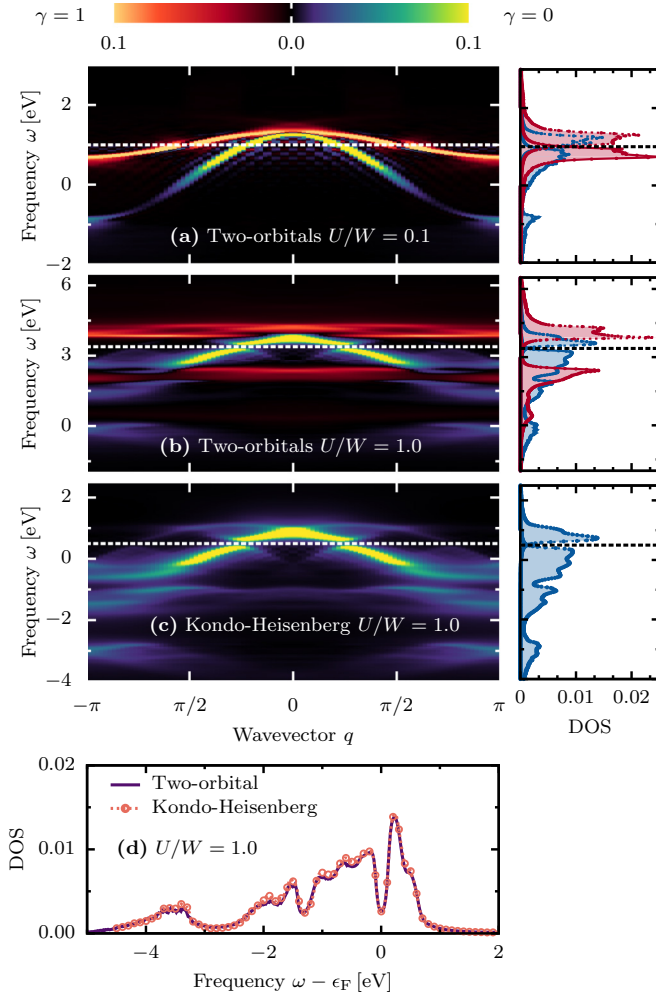 γ = 1 γ = 0
0.1 0.0 0.1
Frequency ω [eV]
2
0
−2
(a) Two-orbitals U/W = 0.1
Frequency ω [eV]
6
3
0
(b) Two-orbitals U/W = 1.0
Frequency ω [eV]
2
0
−2
−4
(c) Kondo-Heisenberg U/W = 1.0
−π π/2 0 π/2 π
Wavevector q
0 0.01 0.02
DOS
DOS
0.02
0.01
0.00
Two-orbital
Kondo-Heisenberg
(d) U/W = 1.0
−4 −2 0 2
Frequency ω − ϵF [eV]